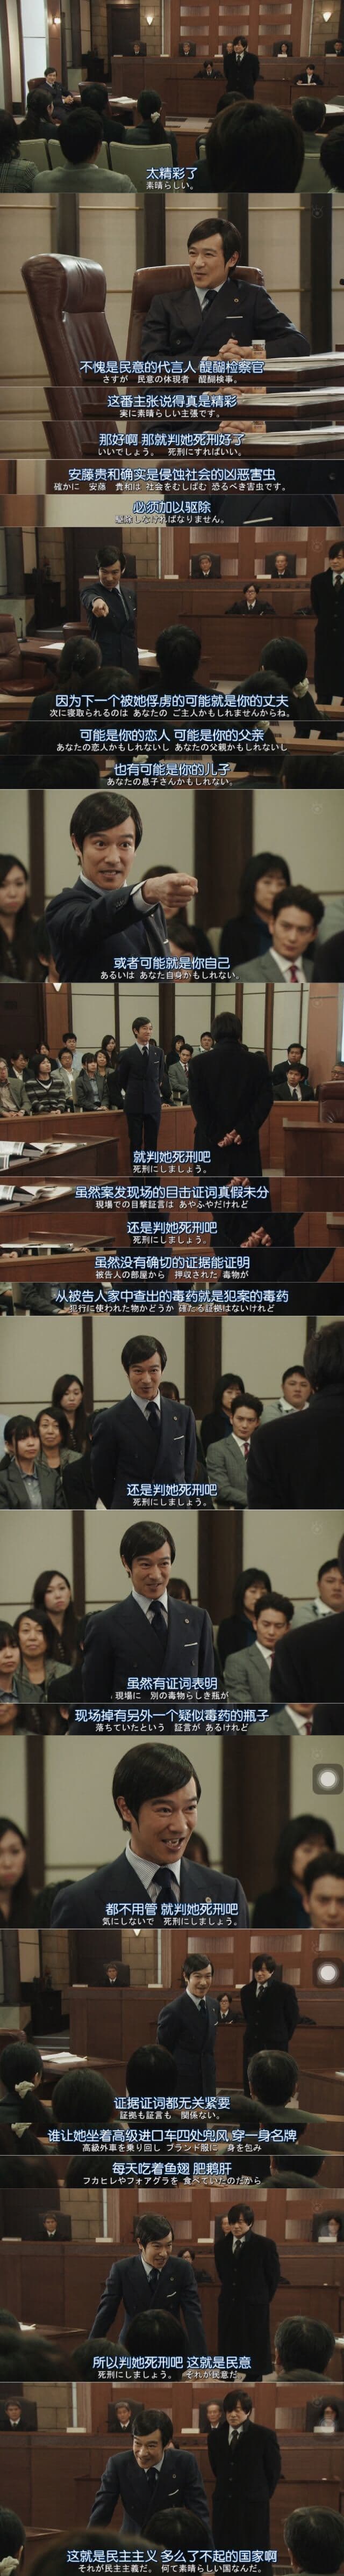 太精彩了
素晴らしい。
不愧是民意的代言人 醍醐检察官
さすが 民意の体現者 醍醐検事。
这番主张说得真是精彩
実に素晴らしい主張です。
那好啊 那就判她死刑好了
いいでしょう。 死刑にすればいい。
安藤贵和确实是侵蚀社会的凶恶害虫
確かに 安藤 貴和は 社会をむしばむ 恐るべき害虫です。
必须加以驱除
駆除しなければなりません。
因为下一个被她俘虏的可能就是你的丈夫
次に寝取られるのは あなたの ご主人かもしれませんからね。
可能是你的恋人 可能是你的父亲
あなたの恋人かもしれないし あなたの父親かもしれないし
也有可能是你的儿子
あなたの息子さんかもしれない。
或者可能就是你自己
あるいは あなた自身かもしれない。
就判她死刑吧
死刑にしましょう。
虽然案发现场的目击证词真假未分
現場での目撃証言は あやふやだけれど
还是判她死刑吧
死刑にしましょう。
虽然没有确切的证据能证明
被告人の部屋から 押収された 毒物が
从被告人家中查出的毒药就是犯案的毒药
犯行に使われた物かどうか 確たる証拠はないけれど
还是判她死刑吧
死刑にしましょう。
虽然有证词表明
現場に 別の毒物らしき瓶が
现场掉有另外一个疑似毒药的瓶子
落ちていたという 証言が あるけれど
都不用管 就判她死刑吧
気にしないで 死刑にしましょう。
证据证词都无关紧要
証拠も証言も 関係ない。
谁让她坐着高级进口车四处兜风 穿一身名牌
高級外車を乗り回し ブランド服に 身を包み
每天吃着鱼翅 肥鹅肝
フカヒレやフォアグラを 食べていたのだから
所以判她死刑吧 这就是民意
死刑にしましょう。 それが民意だ。
这就是民主主义 多么了不起的国家啊
それが民主主義だ。 何て素晴らしい国なんだ。